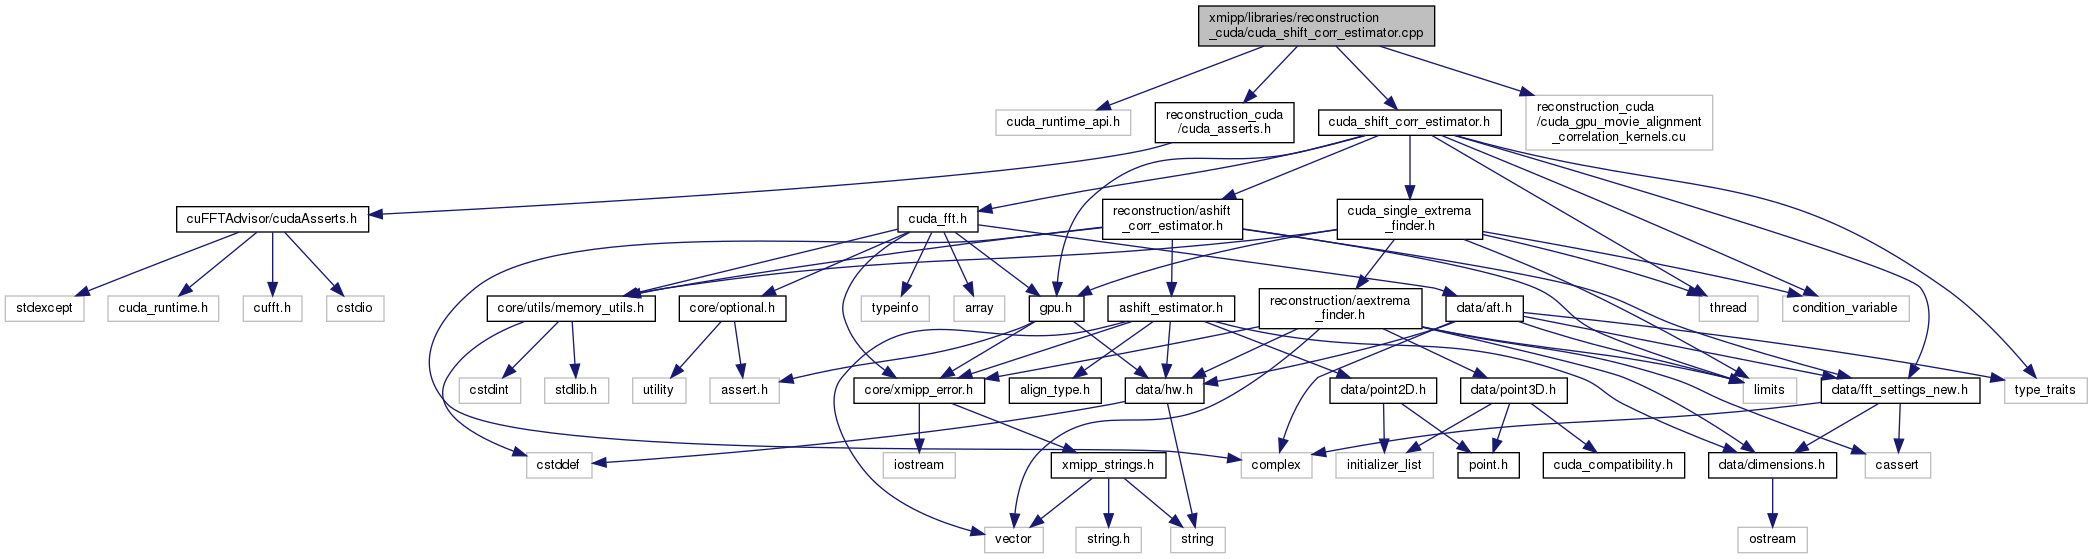 xmipp/libraries/reconstruction
_cuda/cuda_shift_corr_estimator.cpp
cuda_runtime_api.h
reconstruction_cuda
/cuda_asserts.h
cuda_shift_corr_estimator.h
reconstruction_cuda
/cuda_gpu_movie_alignment
_correlation_kernels.cu
cuFFTAdvisor/cudaAsserts.h
cuda_fft.h
reconstruction/ashift
_corr_estimator.h
cuda_single_extrema
_finder.h
stdexcept
cuda_runtime.h
cufft.h
cstdio
core/utils/memory_utils.h
core/optional.h
typeinfo
array
gpu.h
ashift_estimator.h
reconstruction/aextrema
_finder.h
data/aft.h
thread
condition_variable
cstdint
stdlib.h
utility
assert.h
core/xmipp_error.h
align_type.h
data/hw.h
data/point2D.h
data/point3D.h
limits
data/fft_settings_new.h
type_traits
cstddef
iostream
xmipp_strings.h
complex
initializer_list
point.h
cuda_compatibility.h
data/dimensions.h
cassert
vector
string.h
string
ostream